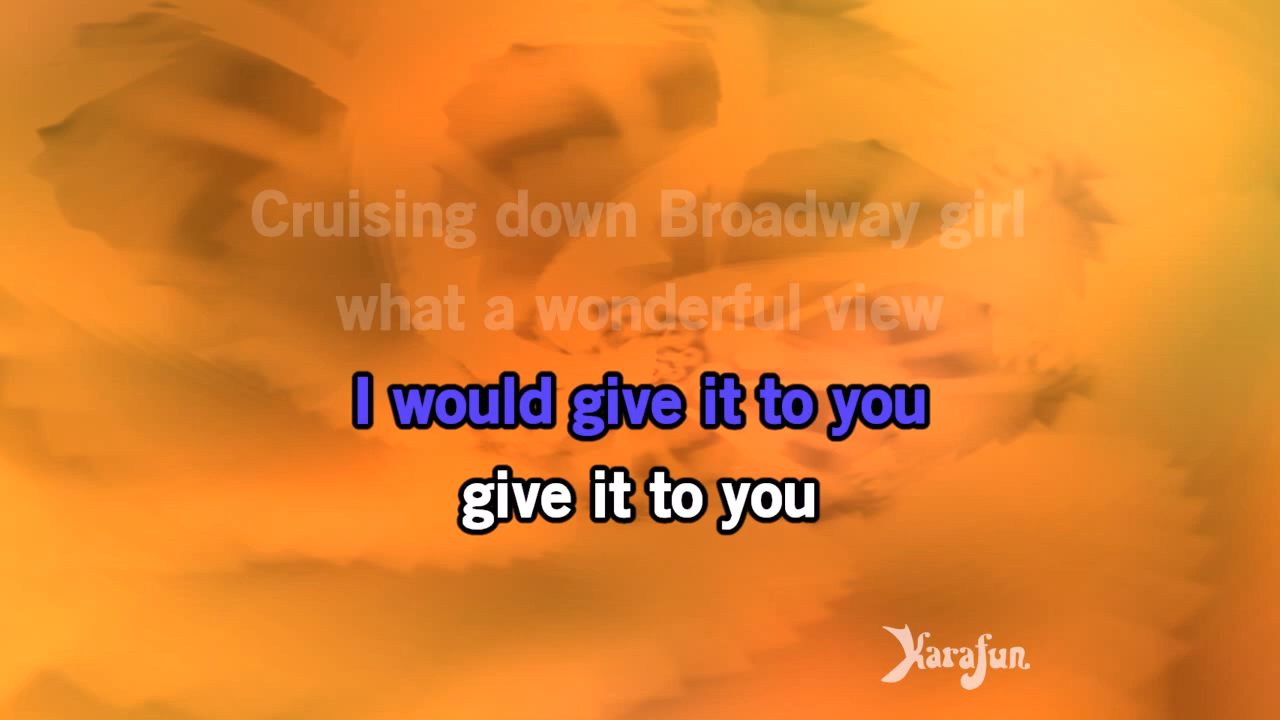 Cruising down Broadway girl
what a wonderful view
I would give it to you
give it to you
Karafun